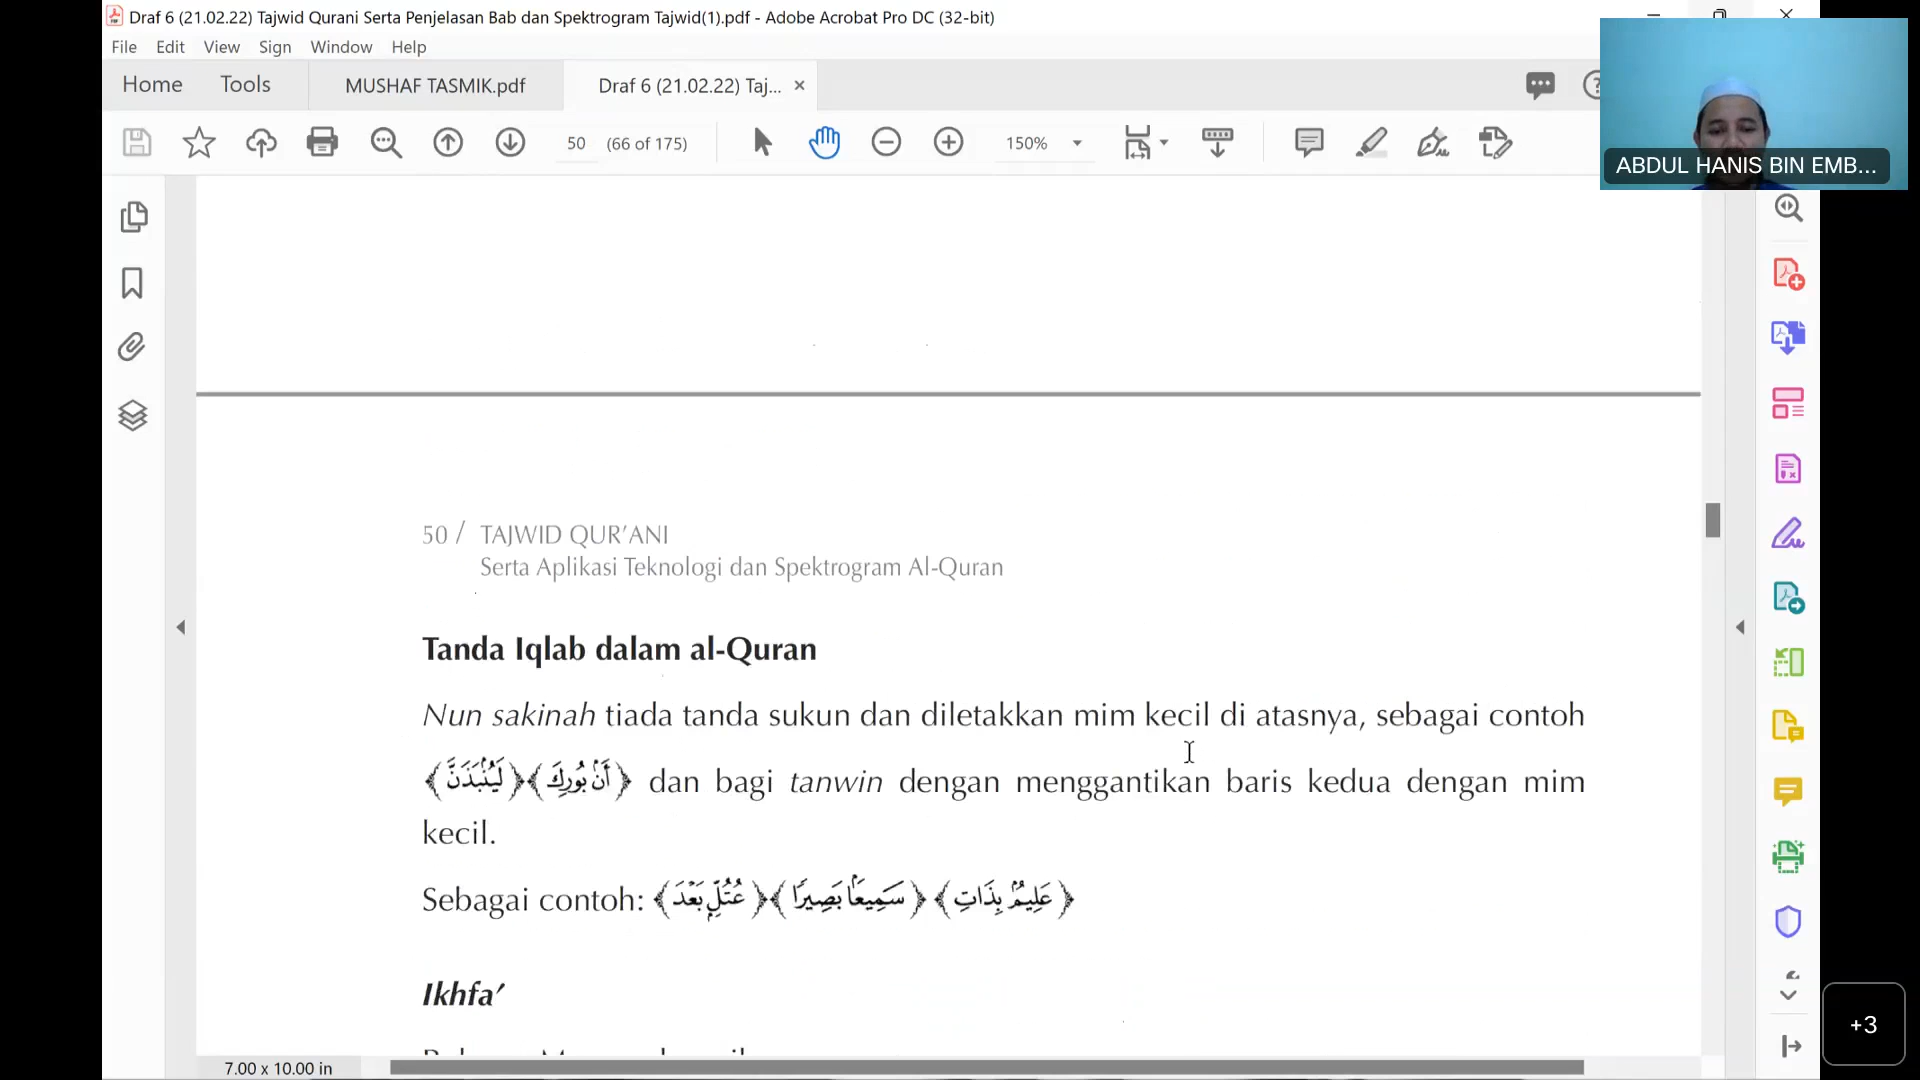 Draf 6 (21.02.22) Tajwid Qurani Serta Penjelasan Bab dan Spektrogram Tajwid(1).pdf - Adobe Acrobat Pro DC (32-bit)
File Edit View Sign Window Help
Home Tools MUSHAF TASMIK.pdf Draf 6 (21.02.22) Taj...
50 (66 of 175) 150%
ABDUL HANIS BIN EMB...
50 / TAJWID QUR’ANI
Serta Aplikasi Teknologi dan Spektrogram Al-Quran
Tanda Iqlab dalam al-Quran
Nun sakinah tiada tanda sukun dan diletakkan mim kecil di atasnya, sebagai contoh
﴿أَنۢ بُورِكَ﴾﴿لَيُنۢبَذَنَّ﴾ dan bagi tanwin dengan menggantikan baris kedua dengan mim
kecil.
Sebagai contoh: ﴿عَلِيمُۢ بِذَاتِ﴾﴿سَمِيعَۢا بَصِيرًا﴾﴿عُتُلِّۭ بَعْدَ﴾
Ikhfa’
7.00 x 10.00 in
+3